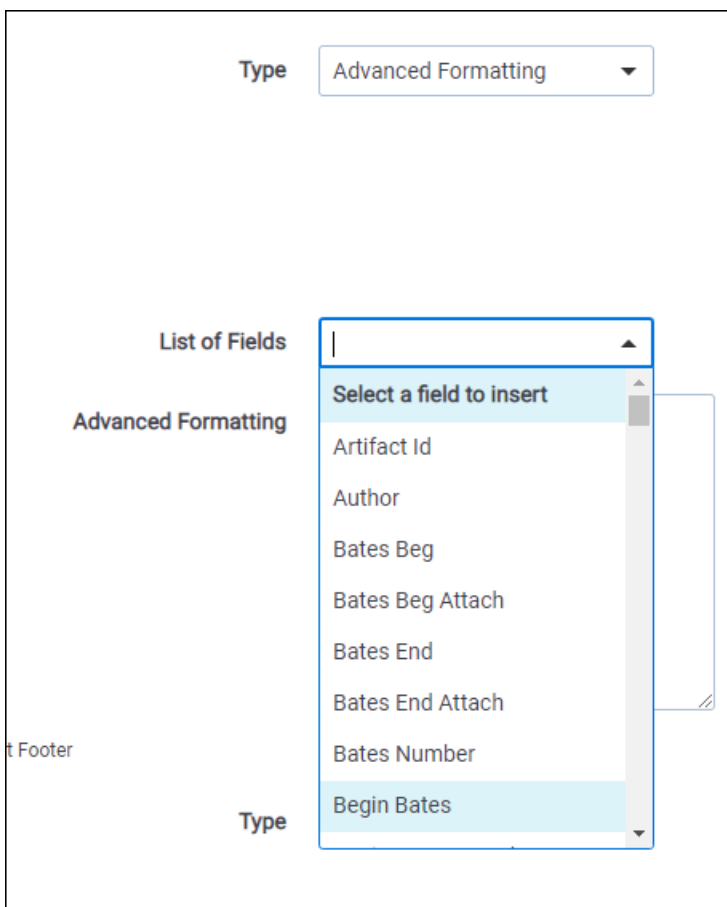 Type Advanced Formatting
List of Fields
Select a field to insert
Advanced Formatting
Artifact Id
Author
Bates Beg
Bates Beg Attach
Bates End
Bates End Attach
Bates Number
t Footer
Begin Bates
Type